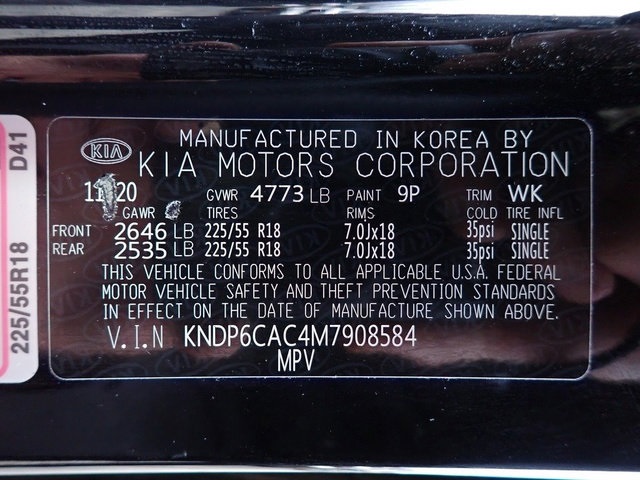 MANUFACTURED IN KOREA BY
KIA KIA MOTORS CORPORATION
GVWR 4773 LB PAINT 9P TRIM WK
GAWR TIRES RIMS COLD TIRE INFL
FRONT 2646 LB 225/55 R18 7.0Jx18 35psi SINGLE
REAR 2535 LB 225/55 R18 7.0Jx18 35psi SINGLE
THIS VEHICLE CONFORMS TO ALL APPLICABLE U.S.A. FEDERAL
MOTOR VEHICLE SAFETY AND THEFT PREVENTION STANDARDS
IN EFFECT ON THE DATE OF MANUFACTURE SHOWN ABOVE.
V.I.N KNDP6CAC4M7908584
MPV
225/55R18 D41